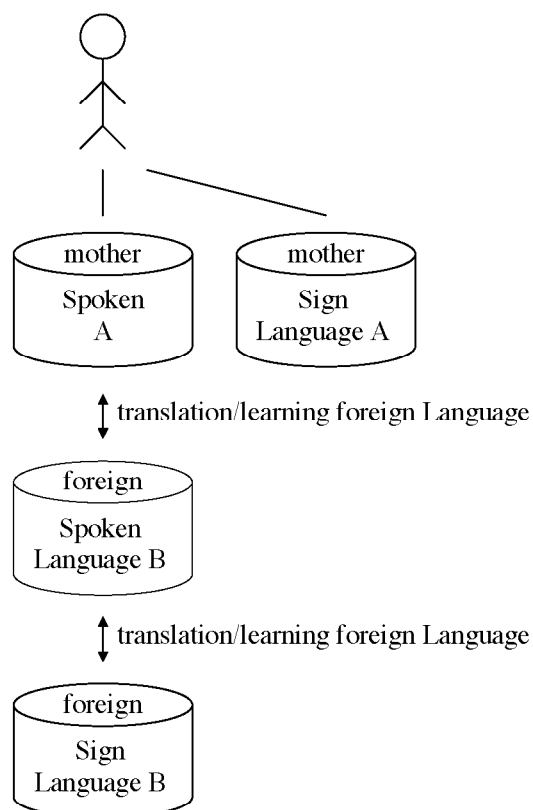 mother
Spoken
A
mother
Sign
Language A
translation/learning foreign Language
foreign
Spoken
Language B
translation/learning foreign Language
foreign
Sign
Language B